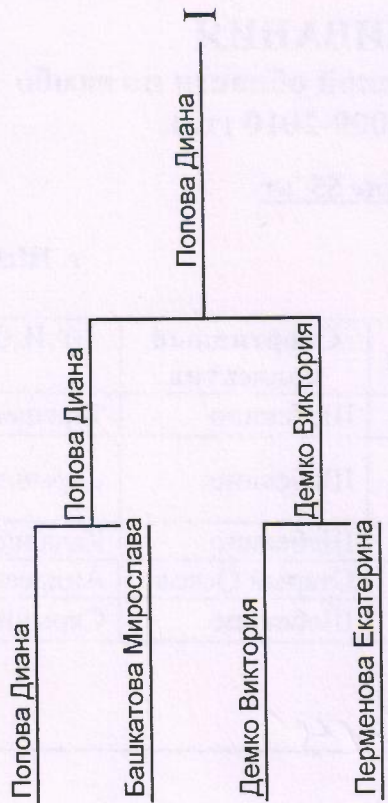 Попова Диана
Башкатова Мирослава
Демко Виктория
Перменова Екатерина
Попова Диана
Демко Виктория
Попова Диана
I